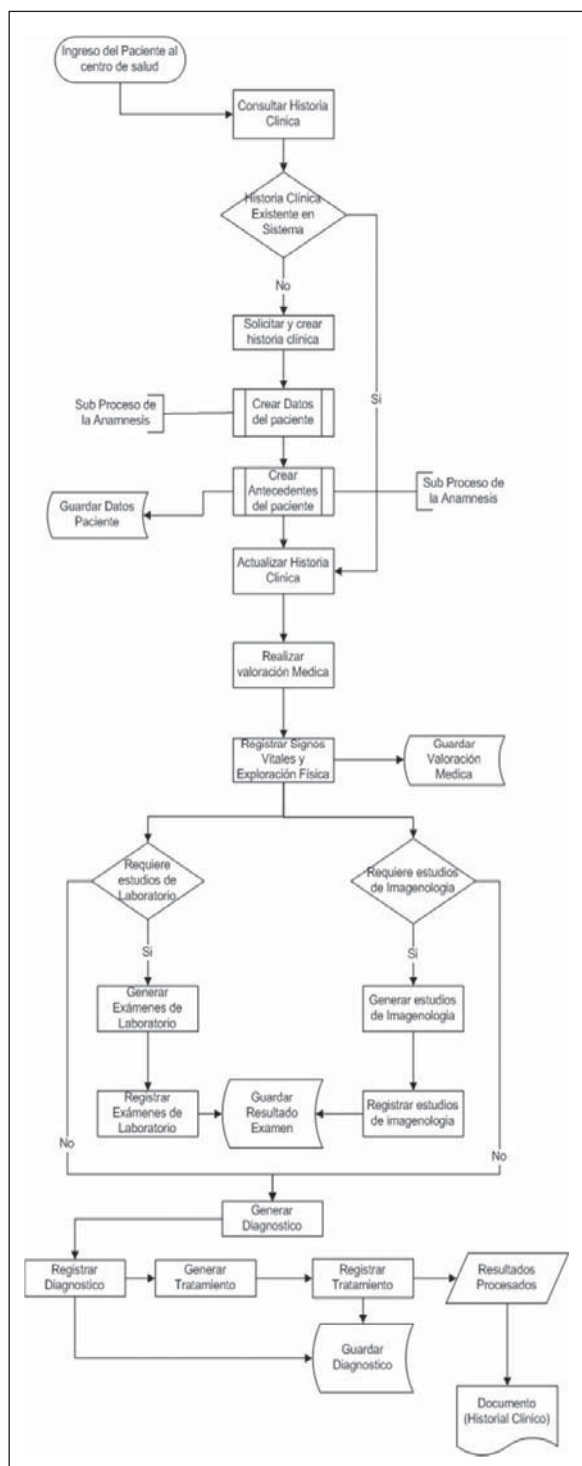 Ingreso del Paciente al
centro de salud
Consultar Historia
Clinica
Historia Clínica
Existente en
Sistema
No
Si
Solicitar y crear
historia clínica
Sub Proceso de
la Anamnesis
Crear Datos
del paciente
Crear
Antecedentes
del paciente
Sub Proceso de
la Anamnesis
Guardar Datos
Paciente
Actualizar Historia
Clinica
Realizar
valoración Medica
Registrar Signos
Vitales y
Exploración Física
Guardar
Valoración
Medica
Requiere
estudios de
Laboratorio
Requiere estudios
de Imagenologia
Si
Si
Generar
Exámenes de
Laboratorio
Generar estudios
de Imagenologia
Registrar
Exámenes de
Laboratorio
Guardar
Resultado
Examen
Registrar estudios
de imagenologia
No
No
Generar
Diagnostico
Registrar
Diagnostico
Generar
Tratamiento
Registrar
Tratamiento
Resultados
Procesados
Guardar
Diagnostico
Documento
(Historial Clinico)